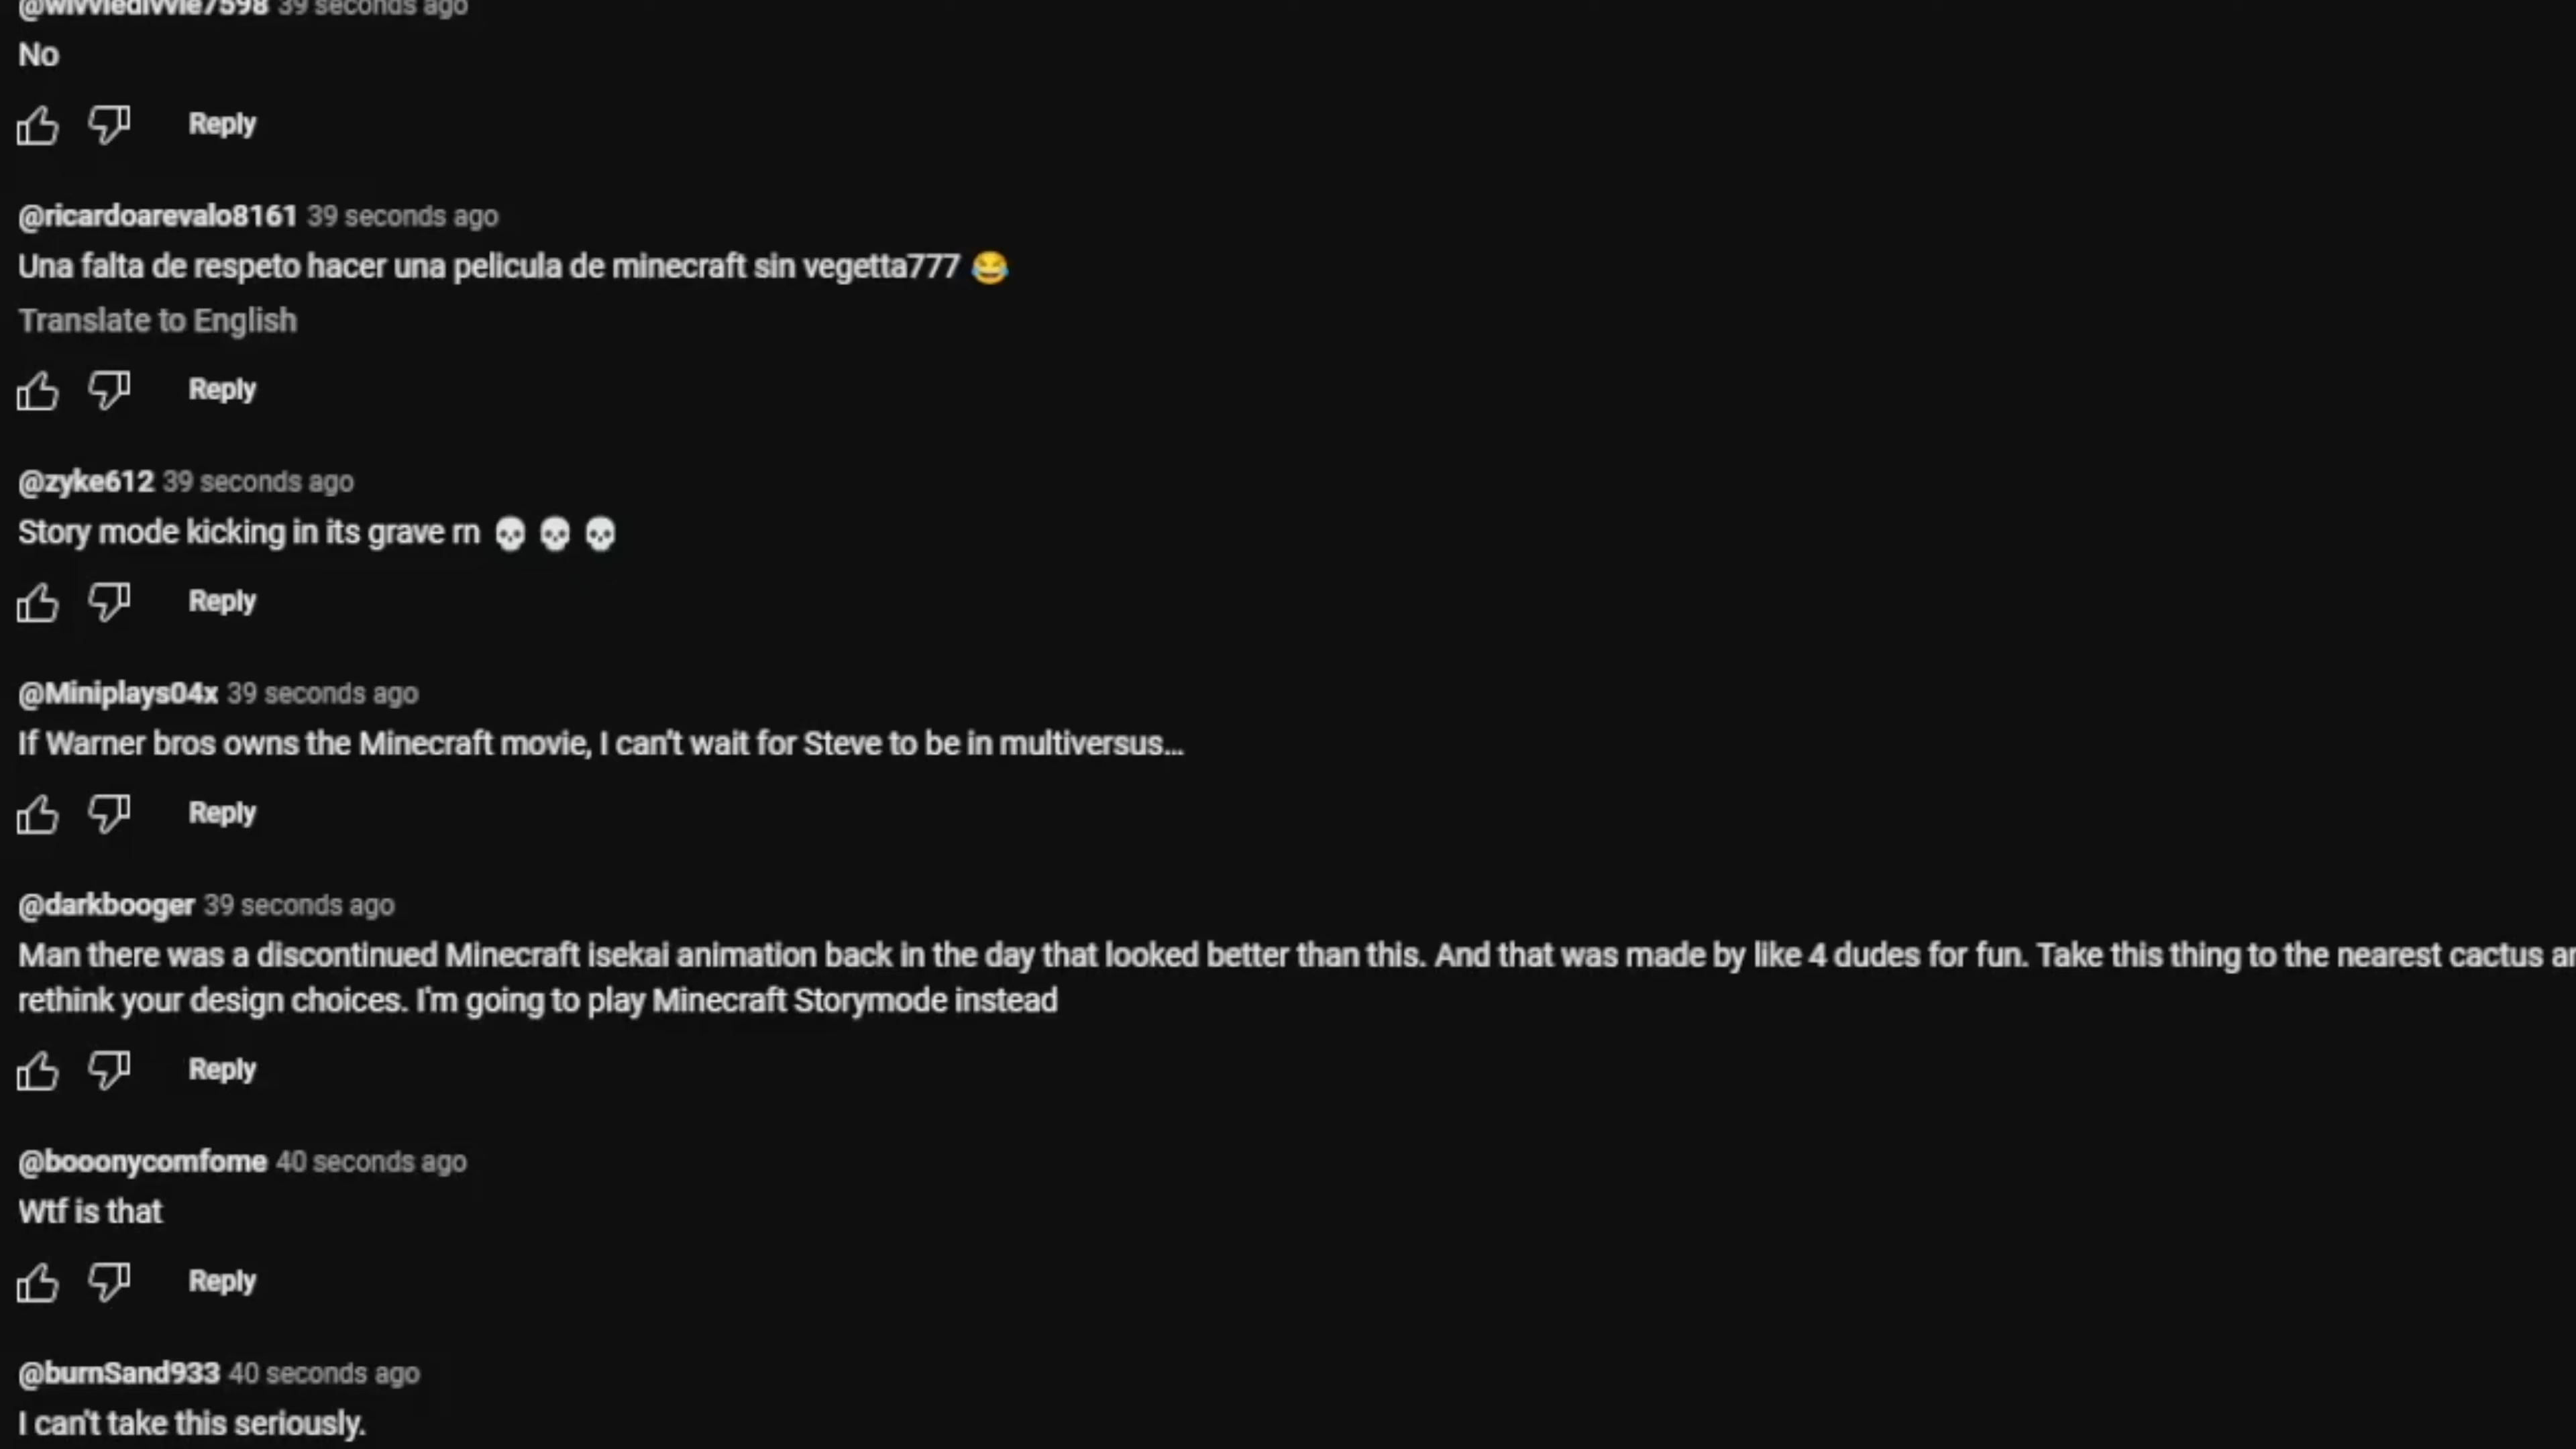 39 seconds ago
No
Reply
@ricardoarevalo8161 39 seconds ago
Una falta de respeto hacer una pelicula de minecraft sin vegetta777 😂
Translate to English
Reply
@zyke612 39 seconds ago
Story mode kicking in its grave rn 💀 💀 💀
Reply
@Miniplays04x 39 seconds ago
If Warner bros owns the Minecraft movie, I can't wait for Steve to be in multiversus...
Reply
@darkbooger 39 seconds ago
Man there was a discontinued Minecraft isekai animation back in the day that looked better than this. And that was made by like 4 dudes for fun. Take this thing to the nearest cactus
rethink your design choices. I'm going to play Minecraft Storymode instead
Reply
@booonycomfome 40 seconds ago
Wtf is that
Reply
@burnSand933 40 seconds ago
I can't take this seriously.